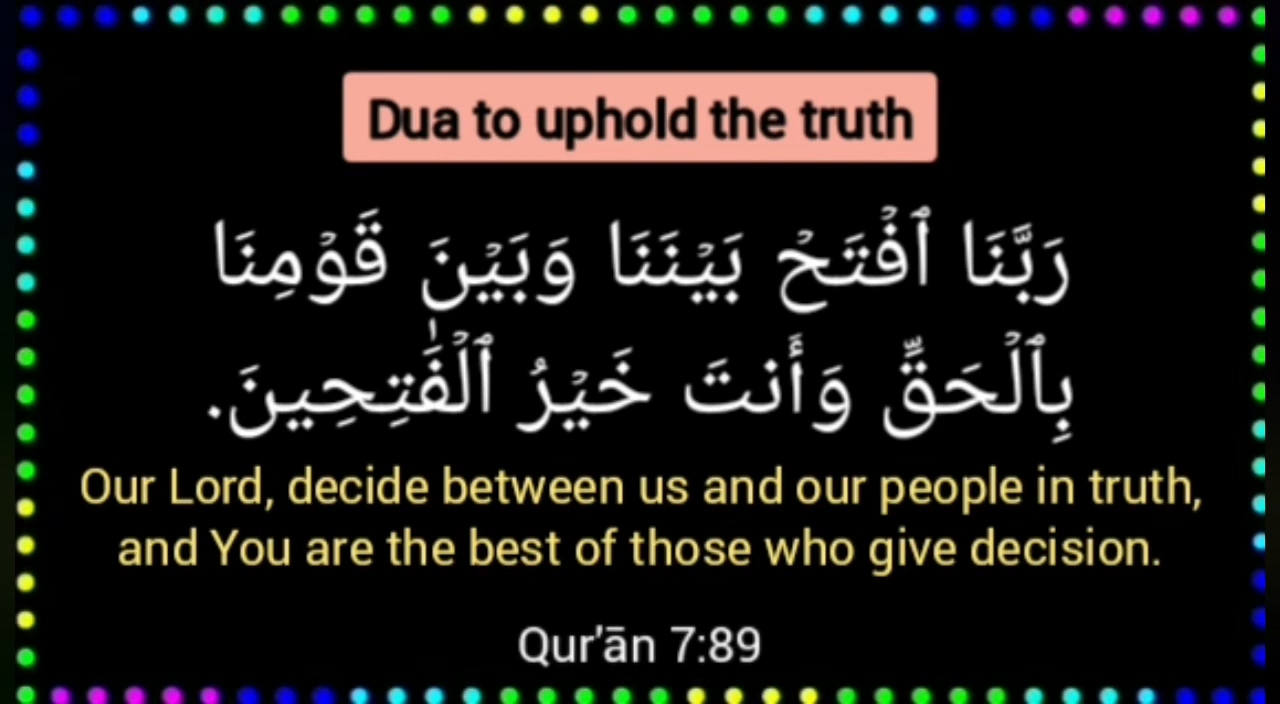 Dua to uphold the truth
رَبَّنَا ٱفۡتَحۡ بَيۡنَنَا وَبَيۡنَ قَوۡمِنَا
بِٱلۡحَقِّ وَأَنتَ خَيۡرُ ٱلۡفَٰتِحِينَ.
Our Lord, decide between us and our people in truth,
and You are the best of those who give decision.
Qur'ān 7:89